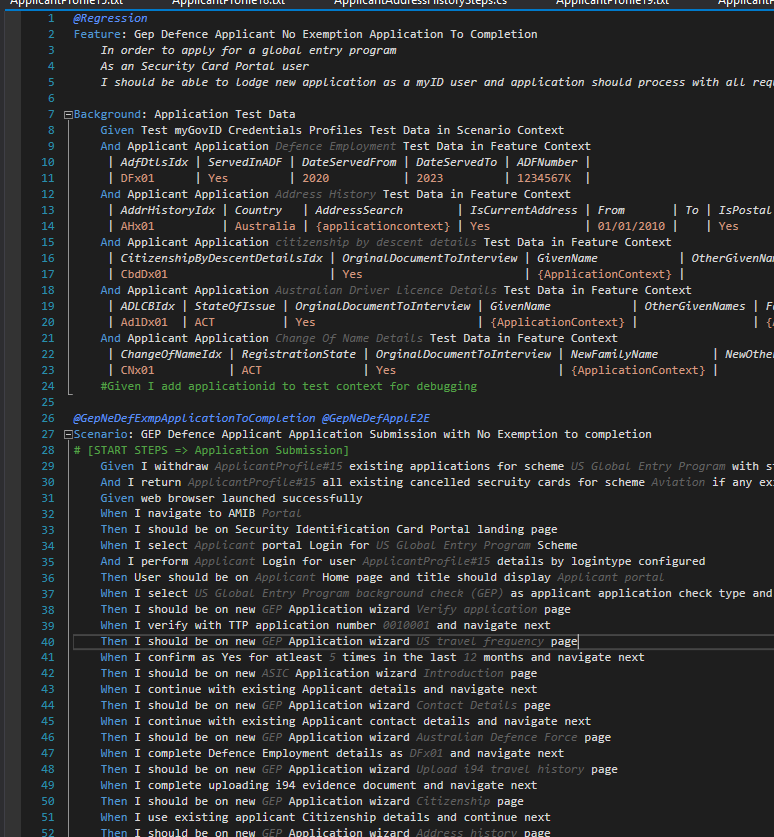 ApplicantProfile15.txt ApplicantProfile18.txt ApplicantAddressHistorySteps.cs ApplicantProfile19.txt
1 @Regression
2 Feature: Gep Defence Applicant No Exemption Application To Completion
3 In order to apply for a global entry program
4 As an Security Card Portal user
5 I should be able to lodge new application as a myID user and application should process with all
6
7 Background: Application Test Data
8 Given Test myGovID Credentials Profiles Test Data in Scenario Context
9 And Applicant Application Defence Employment Test Data in Feature Context
10 | AdfDtlsIdx | ServedInADF | DateServedFrom | DateServedTo | ADFNumber |
11 | DFx01 | Yes | 2020 | 2023 | 1234567K |
12 And Applicant Application Address History Test Data in Feature Context
13 | AddrHistoryIdx | Country | AddressSearch | IsCurrentAddress | From | To | IsPostal
14 | AHx01 | Australia | {applicationcontext} | Yes | 01/01/2010 | | Yes
15 And Applicant Application citizenship by descent details Test Data in Feature Context
16 | CitizenshipByDescentDetailsIdx | OrginalDocumentToInterview | GivenName | OtherGivenNa
17 | CbdDx01 | Yes | {ApplicationContext} |
18 And Applicant Application Australian Driver Licence Details Test Data in Feature Context
19 | ADLCBIdx | StateOfIssue | OrginalDocumentToInterview | GivenName | OtherGivenNames | F
20 | AdlDx01 | ACT | Yes | {ApplicationContext} | | {
21 And Applicant Application Change Of Name Details Test Data in Feature Context
22 | ChangeOfNameIdx | RegistrationState | OrginalDocumentToInterview | NewFamilyName | NewOthe
23 | CNx01 | ACT | Yes | {ApplicationContext} |
24 #Given I add applicationid to test context for debugging
25
26 @GepNeDefExmpApplicationToCompletion @GepNeDefApplE2E
27 Scenario: GEP Defence Applicant Application Submission with No Exemption to completion
28 # [START STEPS => Application Submission]
29 Given I withdraw ApplicantProfile#15 existing applications for scheme US Global Entry Program with st
30 And I return ApplicantProfile#15 all existing cancelled secruity cards for scheme Aviation if any exi
31 Given web browser launched successfully
32 When I navigate to AMIB Portal
33 Then I should be on Security Identification Card Portal landing page
34 When I select Applicant portal Login for US Global Entry Program Scheme
35 And I perform Applicant Login for user ApplicantProfile#15 details by logintype configured
36 Then User should be on Applicant Home page and title should display Applicant portal
37 When I select US Global Entry Program background check (GEP) as applicant application check type and
38 Then I should be on new GEP Application wizard Verify application page
39 When I verify with TTP application number 0010001 and navigate next
40 Then I should be on new GEP Application wizard US travel frequency page
41 When I confirm as Yes for atleast 5 times in the last 12 months and navigate next
42 Then I should be on new ASIC Application wizard Introduction page
43 When I continue with existing Applicant details and navigate next
44 Then I should be on new GEP Application wizard Contact Details page
45 When I continue with existing Applicant contact details and navigate next
46 Then I should be on new GEP Application wizard Australian Defence Force page
47 When I complete Defence Employment details as DFx01 and navigate next
48 Then I should be on new GEP Application wizard Upload i94 travel history page
49 When I complete uploading i94 evidence document and navigate next
50 Then I should be on new GEP Application wizard Citizenship page
51 When I use existing applicant Citizenship details and continue next
52 Then I should be on new GEP Application wizard Address history page